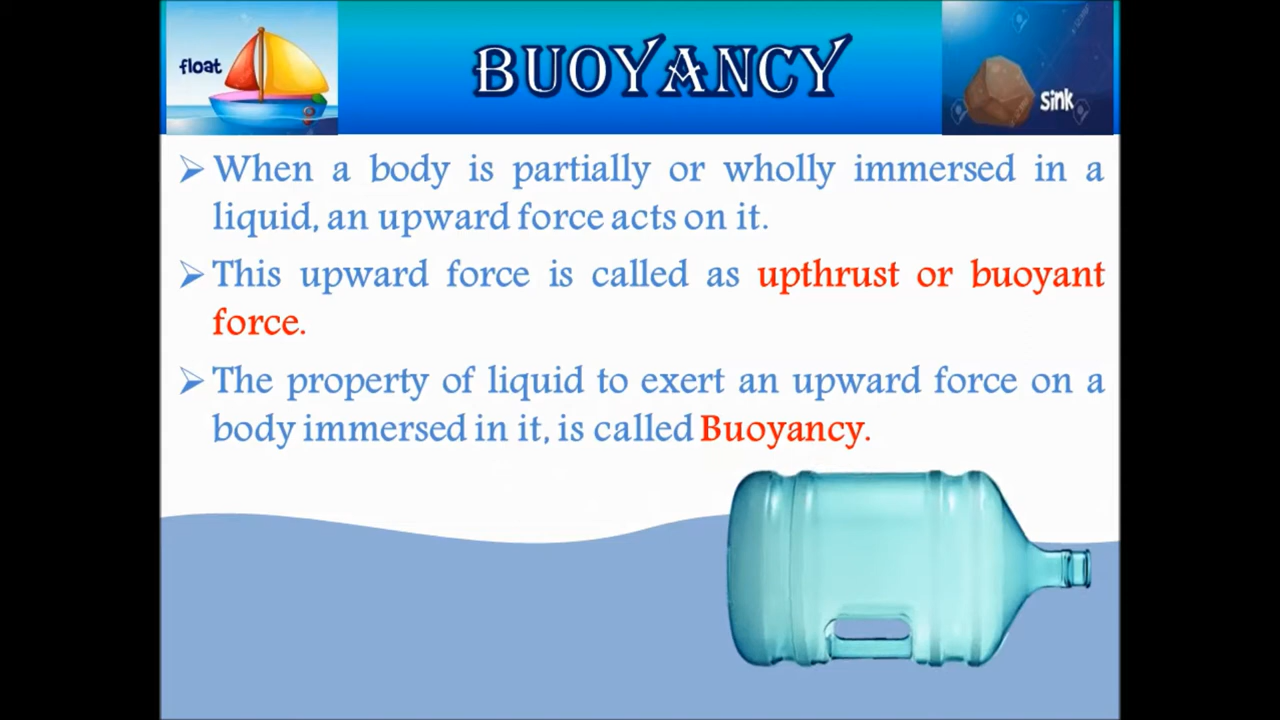 float
BUOYANCY
sink
➢ When a body is partially or wholly immersed in a
liquid, an upward force acts on it.
➢ This upward force is called as upthrust or buoyant
force.
➢ The property of liquid to exert an upward force on a
body immersed in it, is called Buoyancy.